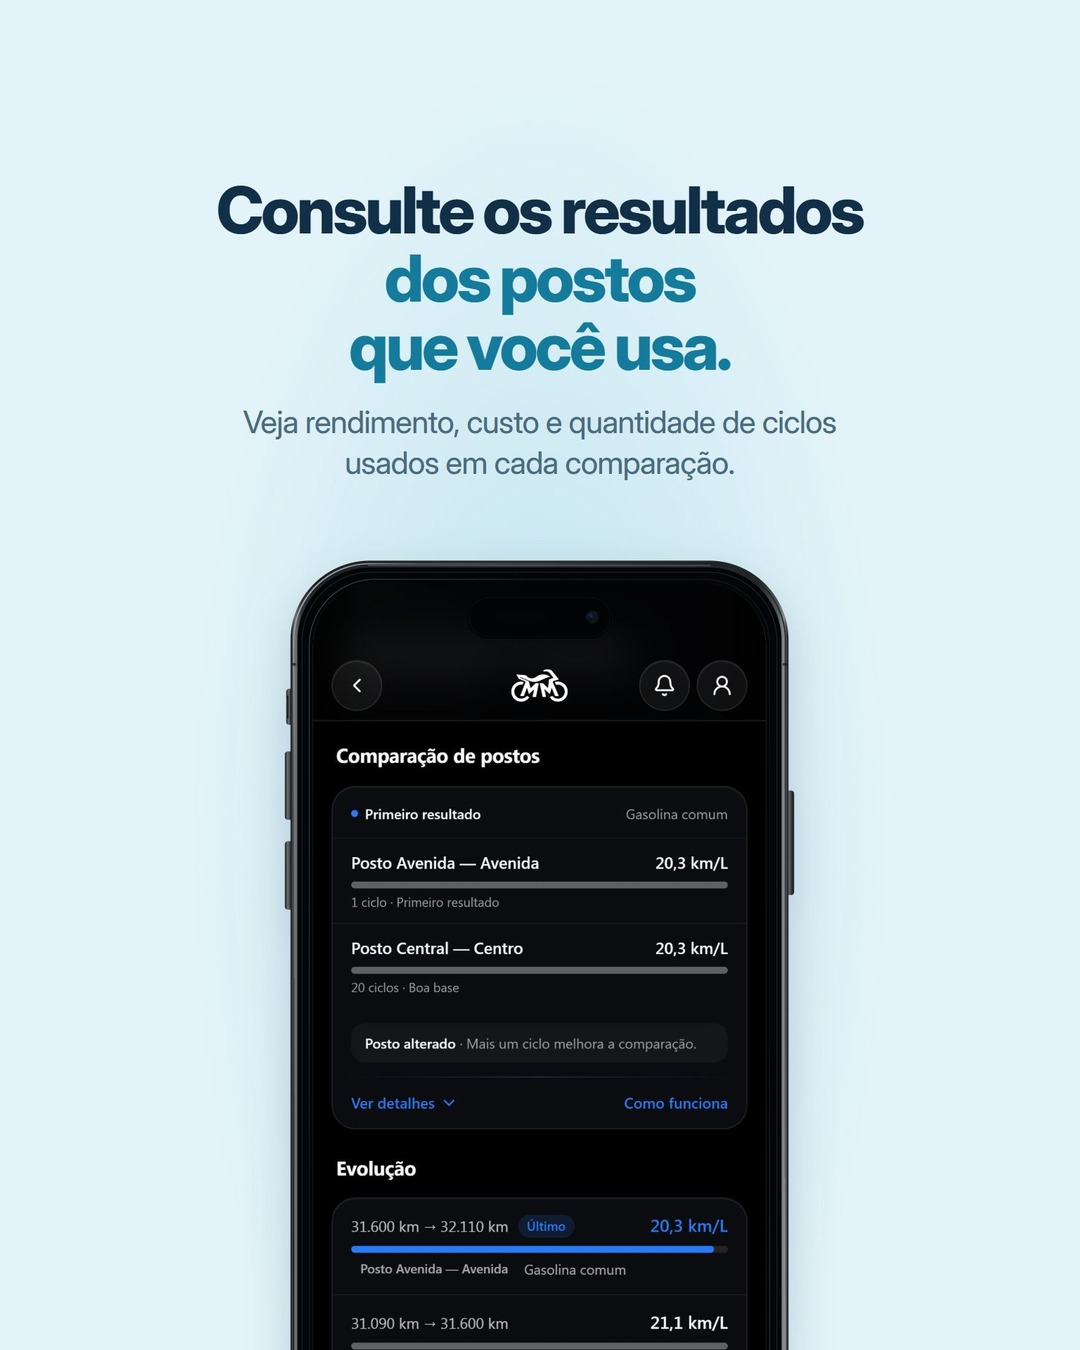 Consulte os resultados
dos postos
que você usa.
Veja rendimento, custo e quantidade de ciclos
usados em cada comparação.
MM
Comparação de postos
Primeiro resultado Gasolina comum
Posto Avenida — Avenida 20,3 km/L
1 ciclo · Primeiro resultado
Posto Central — Centro 20,3 km/L
20 ciclos · Boa base
Posto alterado · Mais um ciclo melhora a comparação.
Ver detalhes Como funciona
Evolução
31.600 km → 32.110 km Último 20,3 km/L
Posto Avenida — Avenida Gasolina comum
31.090 km → 31.600 km 21,1 km/L